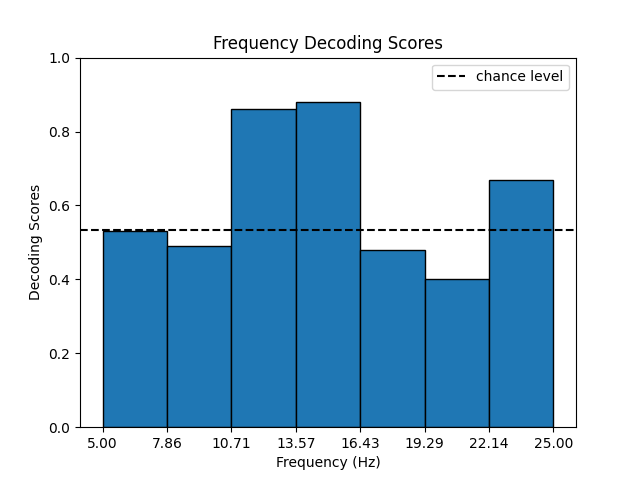 Frequency Decoding Scores
chance level
1.0
0.8
0.6
0.4
0.2
0.0
Decoding Scores
5.00 7.86 10.71 13.57 16.43 19.29 22.14 25.00
Frequency (Hz)